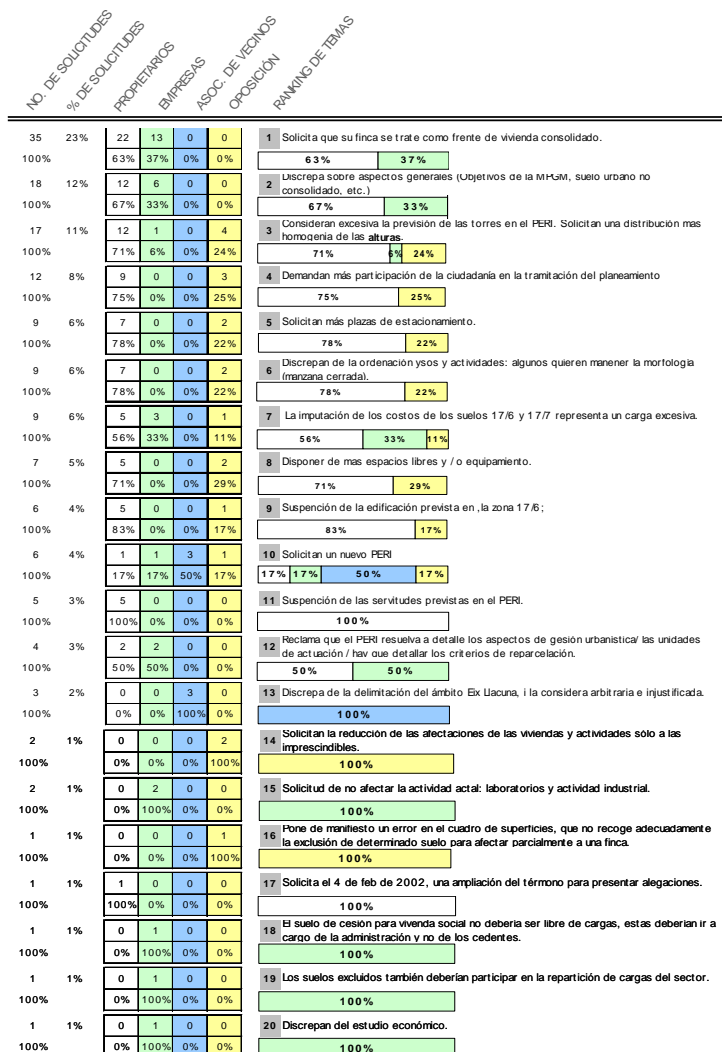 NO. DE SOLICITUDES
% DE SOLICITUDES
PROPIETARIOS
EMPRESAS
ASOC. DE VECINOS
OPOSICIÓN
RANKING DE TEMAS
35 23% 22 13 0 0 1 Solicita que su finca se trate como frente de vivienda consolidado.
100% 63% 37% 0% 0% 63% 37%
18 12% 12 6 0 0 2 Discrepa sobre aspectos generales (Objetivos de la MPGM, suelo urbano no
consolidado, etc.)
100% 67% 33% 0% 0% 67% 33%
17 11% 12 1 0 4 3 Consideran excesiva la previsión de las torres en el PERI. Solicitan una distribución mas
homogenia de las alturas.
100% 71% 6% 0% 24% 71% 6% 24%
12 8% 9 0 0 3 4 Demandan más participación de la ciudadanía en la tramitación del planeamiento
100% 75% 0% 0% 25% 75% 25%
9 6% 7 0 0 2 5 Solicitan más plazas de estacionamiento.
100% 78% 0% 0% 22% 78% 22%
9 6% 7 0 0 2 6 Discrepan de la ordenación ysos y actividades: algunos quieren manener la morfologia
(manzana cerrada).
100% 78% 0% 0% 22% 78% 22%
9 6% 5 3 0 1 7 La imputación de los costos de los suelos 17/6 y 17/7 representa un carga excesiva.
100% 56% 33% 0% 11% 56% 33% 11%
7 5% 5 0 0 2 8 Disponer de mas espacios libres y / o equipamiento.
100% 71% 0% 0% 29% 71% 29%
6 4% 5 0 0 1 9 Suspención de la edificación prevista en ,la zona 17/6;
100% 83% 0% 0% 17% 83% 17%
6 4% 1 1 3 1 10 Solicitan un nuevo PERI
100% 17% 17% 50% 17% 17% 17% 50% 17%
5 3% 5 0 0 0 11 Suspención de las servitudes previstas en el PERI.
100% 100% 0% 0% 0% 100%
4 3% 2 2 0 0 12 Reclama que el PERI resuelva a detalle los aspectos de gesión urbanistica/ las unidades
de actuación / hay que detallar los criterios de reparcelación.
100% 50% 50% 0% 0% 50% 50%
3 2% 0 0 3 0 13 Discrepa de la delimitación del ámbito Eix Llacuna, i la considera arbitraria e injustificada.
100% 0% 0% 100% 0% 100%
2 1% 0 0 0 2 14 Solicitan la reducción de las afectaciones de las viviendas y actividades sólo a las
imprescindibles.
100% 0% 0% 0% 100% 100%
2 1% 0 2 0 0 15 Solicitud de no afectar la actividad actal: laboratorios y actividad industrial.
100% 0% 100% 0% 0% 100%
1 1% 0 0 0 1 16 Pone de manifiesto un error en el cuadro de superficies, que no recoge adecuadamente
la exclusión de determinado suelo para afectar parcialmente a una finca.
100% 0% 0% 0% 100% 100%
1 1% 1 0 0 0 17 Solicita el 4 de feb de 2002, una ampliación del térmono para presentar alegaciones.
100% 100% 0% 0% 0% 100%
1 1% 0 1 0 0 18 El suelo de cesión para vivenda social no deberia ser libre de cargas, estas deberian ir a
cargo de la administración y no de los cedentes.
100% 0% 100% 0% 0% 100%
1 1% 0 1 0 0 19 Los suelos excluidos también deberían participar en la repartición de cargas del sector.
100% 0% 100% 0% 0% 100%
1 1% 0 1 0 0 20 Discrepan del estudio económico.
100% 0% 100% 0% 0% 100%